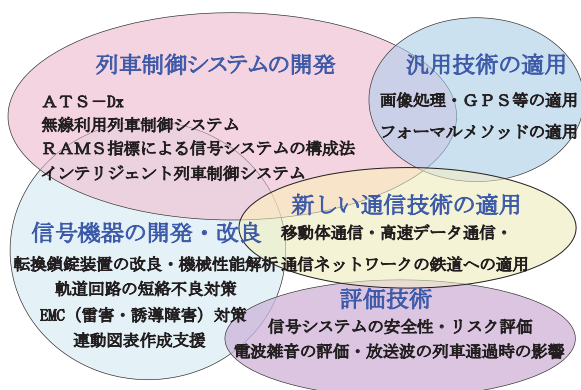 列車制御システムの開発
ATS－Dx
無線利用列車制御システム
RAMS指標による信号システムの構成法
インテリジェント列車制御システム
汎用技術の適用
画像処理・GPS等の適用
フォーマルメソッドの適用
新しい通信技術の適用
移動体通信・高速データ通信・
通信ネットワークの鉄道への適用
信号機器の開発・改良
転換鎖錠装置の改良・機械性能解析
軌道回路の短絡不良対策
EMC（雷害・誘導障害）対策
連動図表作成支援
評価技術
信号システムの安全性・リスク評価
電波雑音の評価・放送波の列車通過時の影響